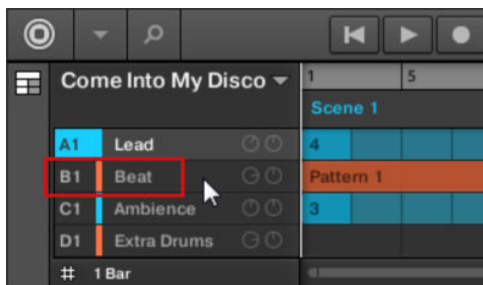 Come Into My Disco 1 5
Scene 1
A1 Lead 4
B1 Beat Pattern 1
C1 Ambience 3
D1 Extra Drums
# 1 Bar